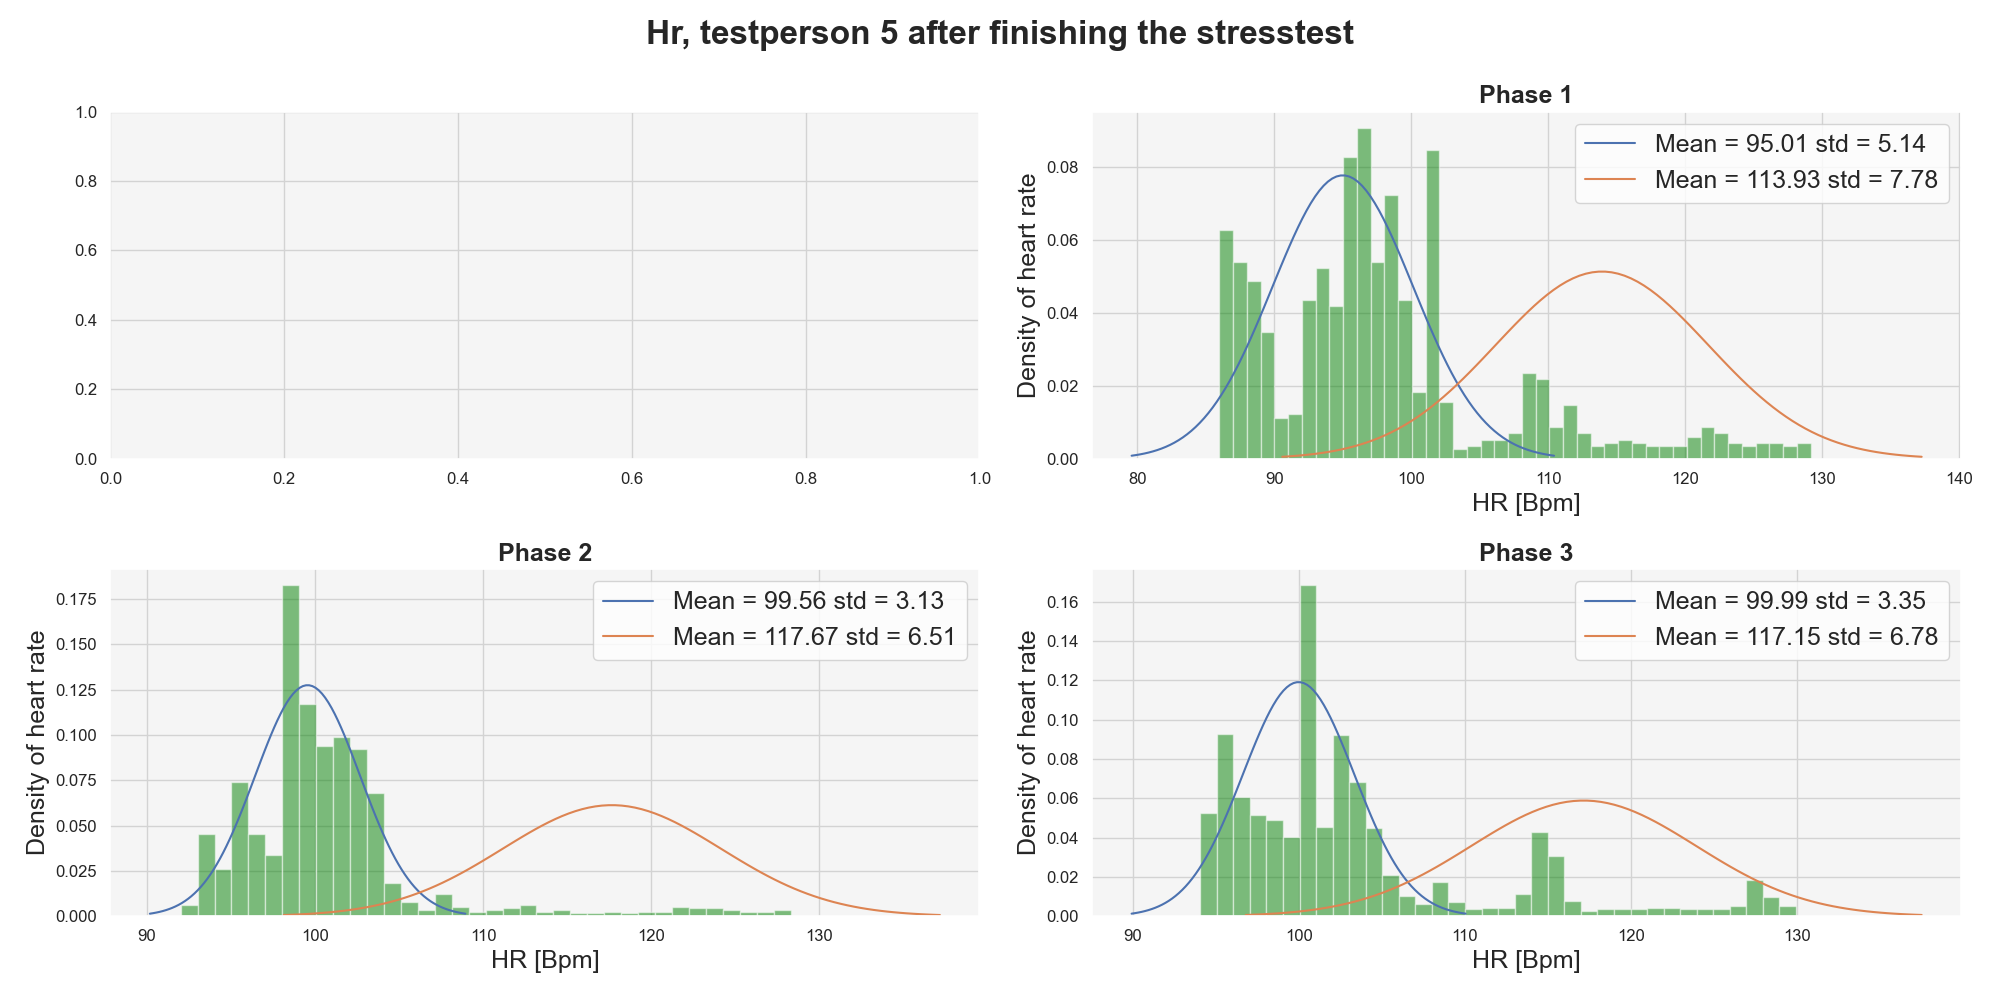 Hr, testperson 5 after finishing the stresstest
1.0
0.8
0.6
0.4
0.2
0.0
0.0 0.2 0.4 0.6 0.8 1.0
Phase 1
Mean = 95.01 std = 5.14
Mean = 113.93 std = 7.78
Density of heart rate
0.08
0.06
0.04
0.02
0.00
80 90 100 110 120 130 140
HR [Bpm]
Phase 2
Mean = 99.56 std = 3.13
Mean = 117.67 std = 6.51
Density of heart rate
0.175
0.150
0.125
0.100
0.075
0.050
0.025
0.000
90 100 110 120 130
HR [Bpm]
Phase 3
Mean = 99.99 std = 3.35
Mean = 117.15 std = 6.78
Density of heart rate
0.16
0.14
0.12
0.10
0.08
0.06
0.04
0.02
0.00
90 100 110 120 130
HR [Bpm]